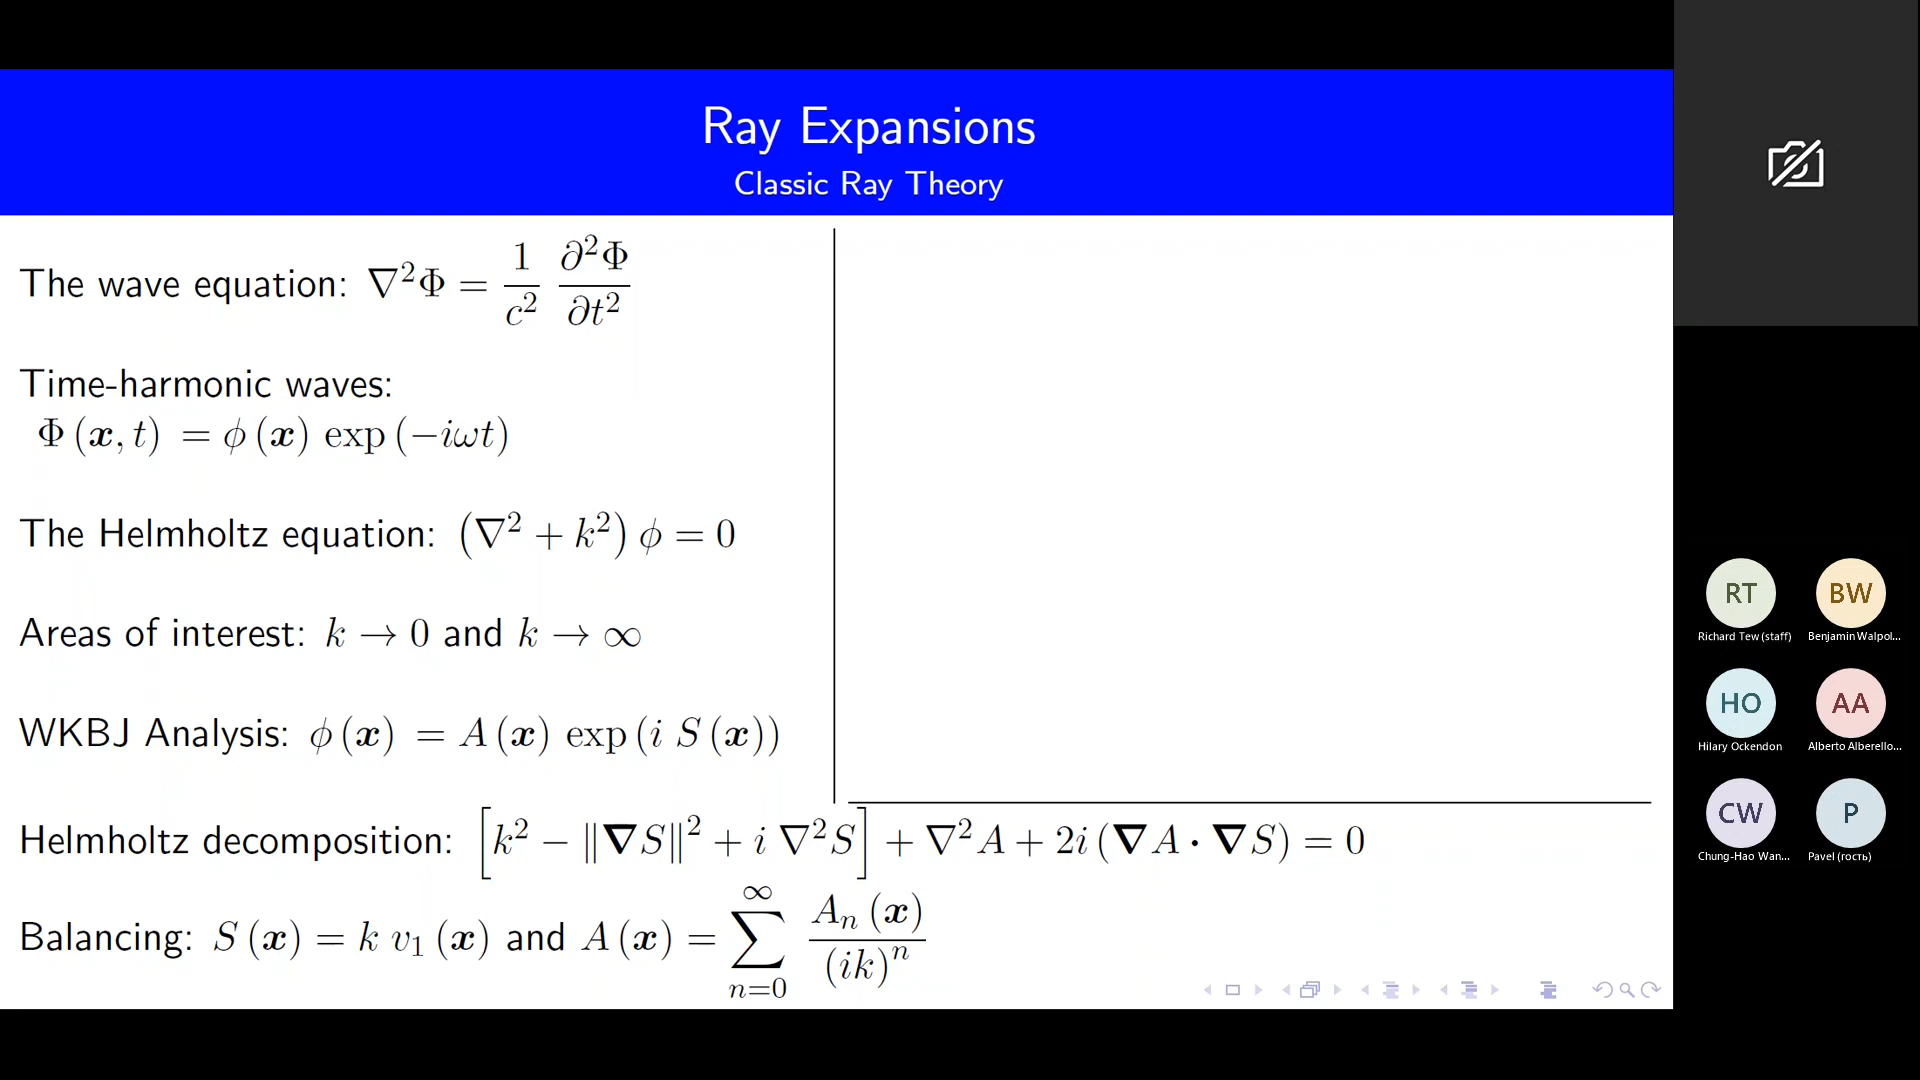 Ray Expansions
Classic Ray Theory
The wave equation: ∇²Φ = 1/c² ∂²Φ/∂t²
Time-harmonic waves:
Φ (x, t) = ϕ (x) exp (−iωt)
The Helmholtz equation: (∇² + k²) ϕ = 0
Areas of interest: k → 0 and k → ∞
WKBJ Analysis: ϕ (x) = A (x) exp (i S (x))
Helmholtz decomposition: [k² − ‖∇S‖² + i ∇²S] + ∇²A + 2i (∇A · ∇S) = 0
Balancing: S (x) = k v₁ (x) and A (x) = ∑_{n=0}^{∞} Aₙ (x)/(ik)ⁿ
RT
BW
Richard Tew (staff)
Benjamin Walpol...
HO
AA
Hilary Ockendon
Alberto Alberello...
CW
P
Chung-Hao Wan...
Pavel (гость)